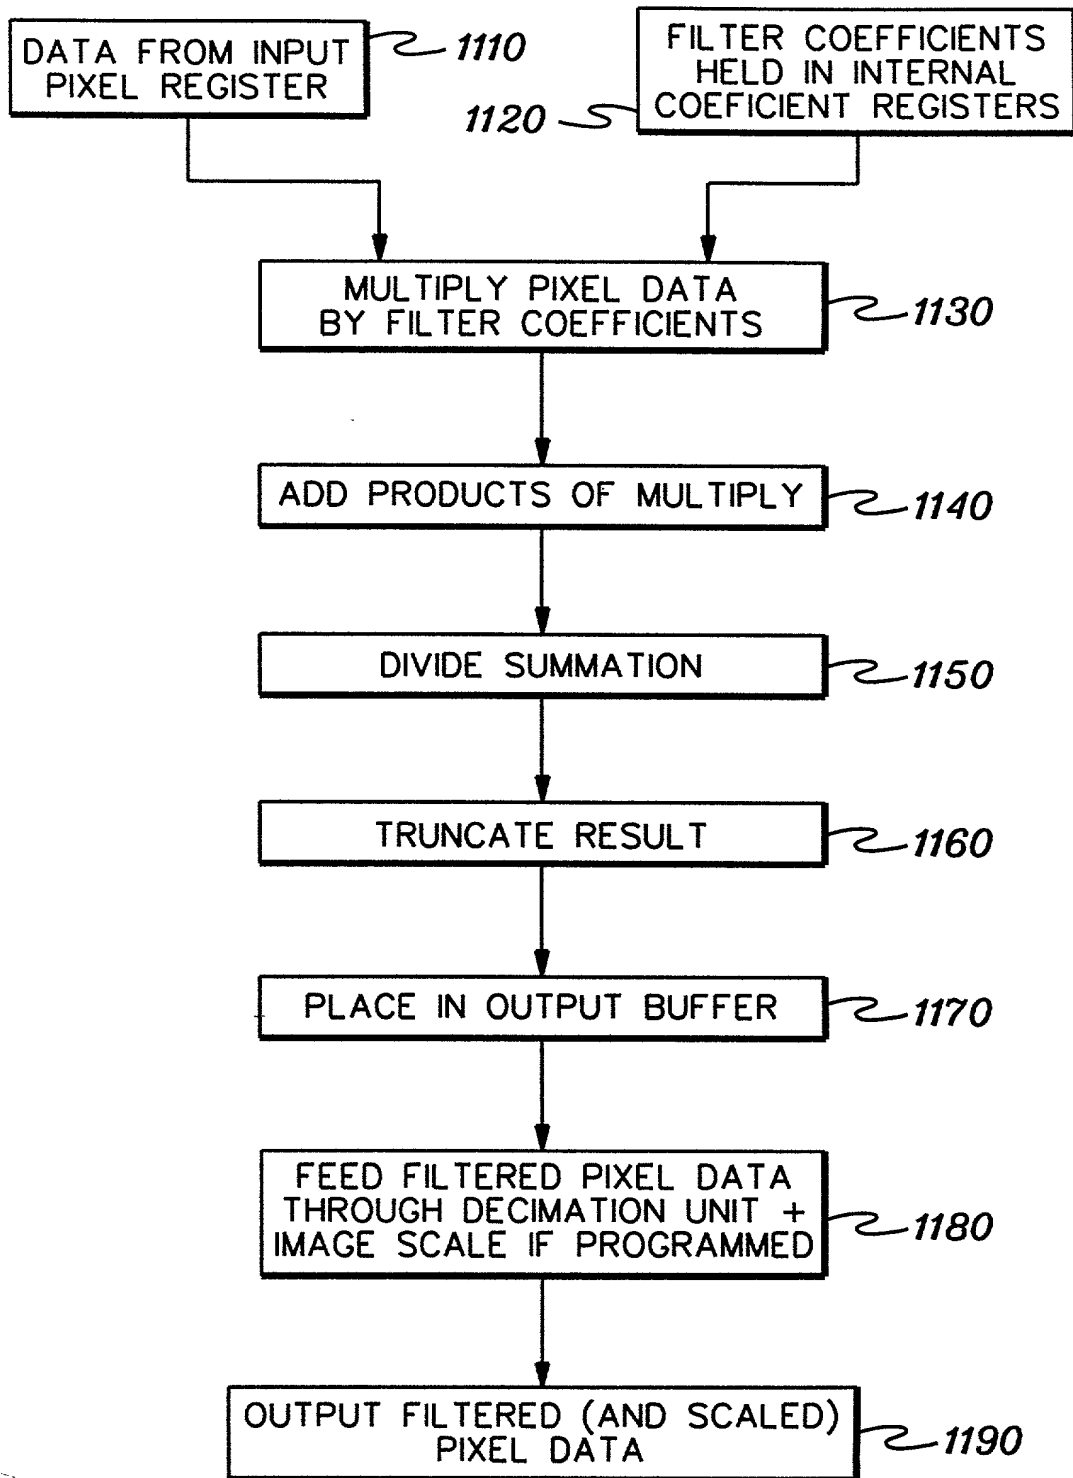 DATA FROM INPUT
PIXEL REGISTER
1110
FILTER COEFFICIENTS
HELD IN INTERNAL
COEFICIENT REGISTERS
1120
MULTIPLY PIXEL DATA
BY FILTER COEFFICIENTS
1130
ADD PRODUCTS OF MULTIPLY
1140
DIVIDE SUMMATION
1150
TRUNCATE RESULT
1160
PLACE IN OUTPUT BUFFER
1170
FEED FILTERED PIXEL DATA
THROUGH DECIMATION UNIT +
IMAGE SCALE IF PROGRAMMED
1180
OUTPUT FILTERED (AND SCALED)
PIXEL DATA
1190